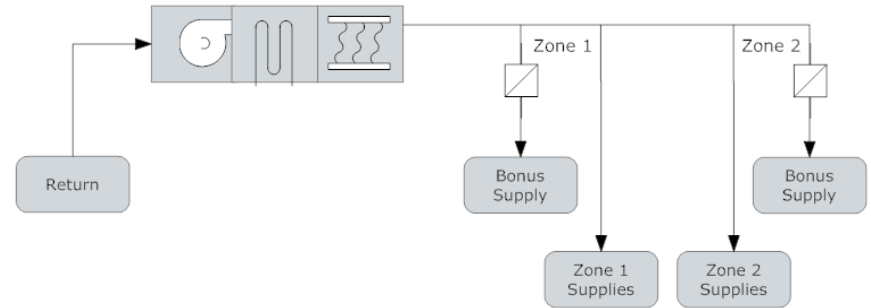 Zone 1
Zone 2
Return
Bonus
Supply
Bonus
Supply
Zone 1
Supplies
Zone 2
Supplies